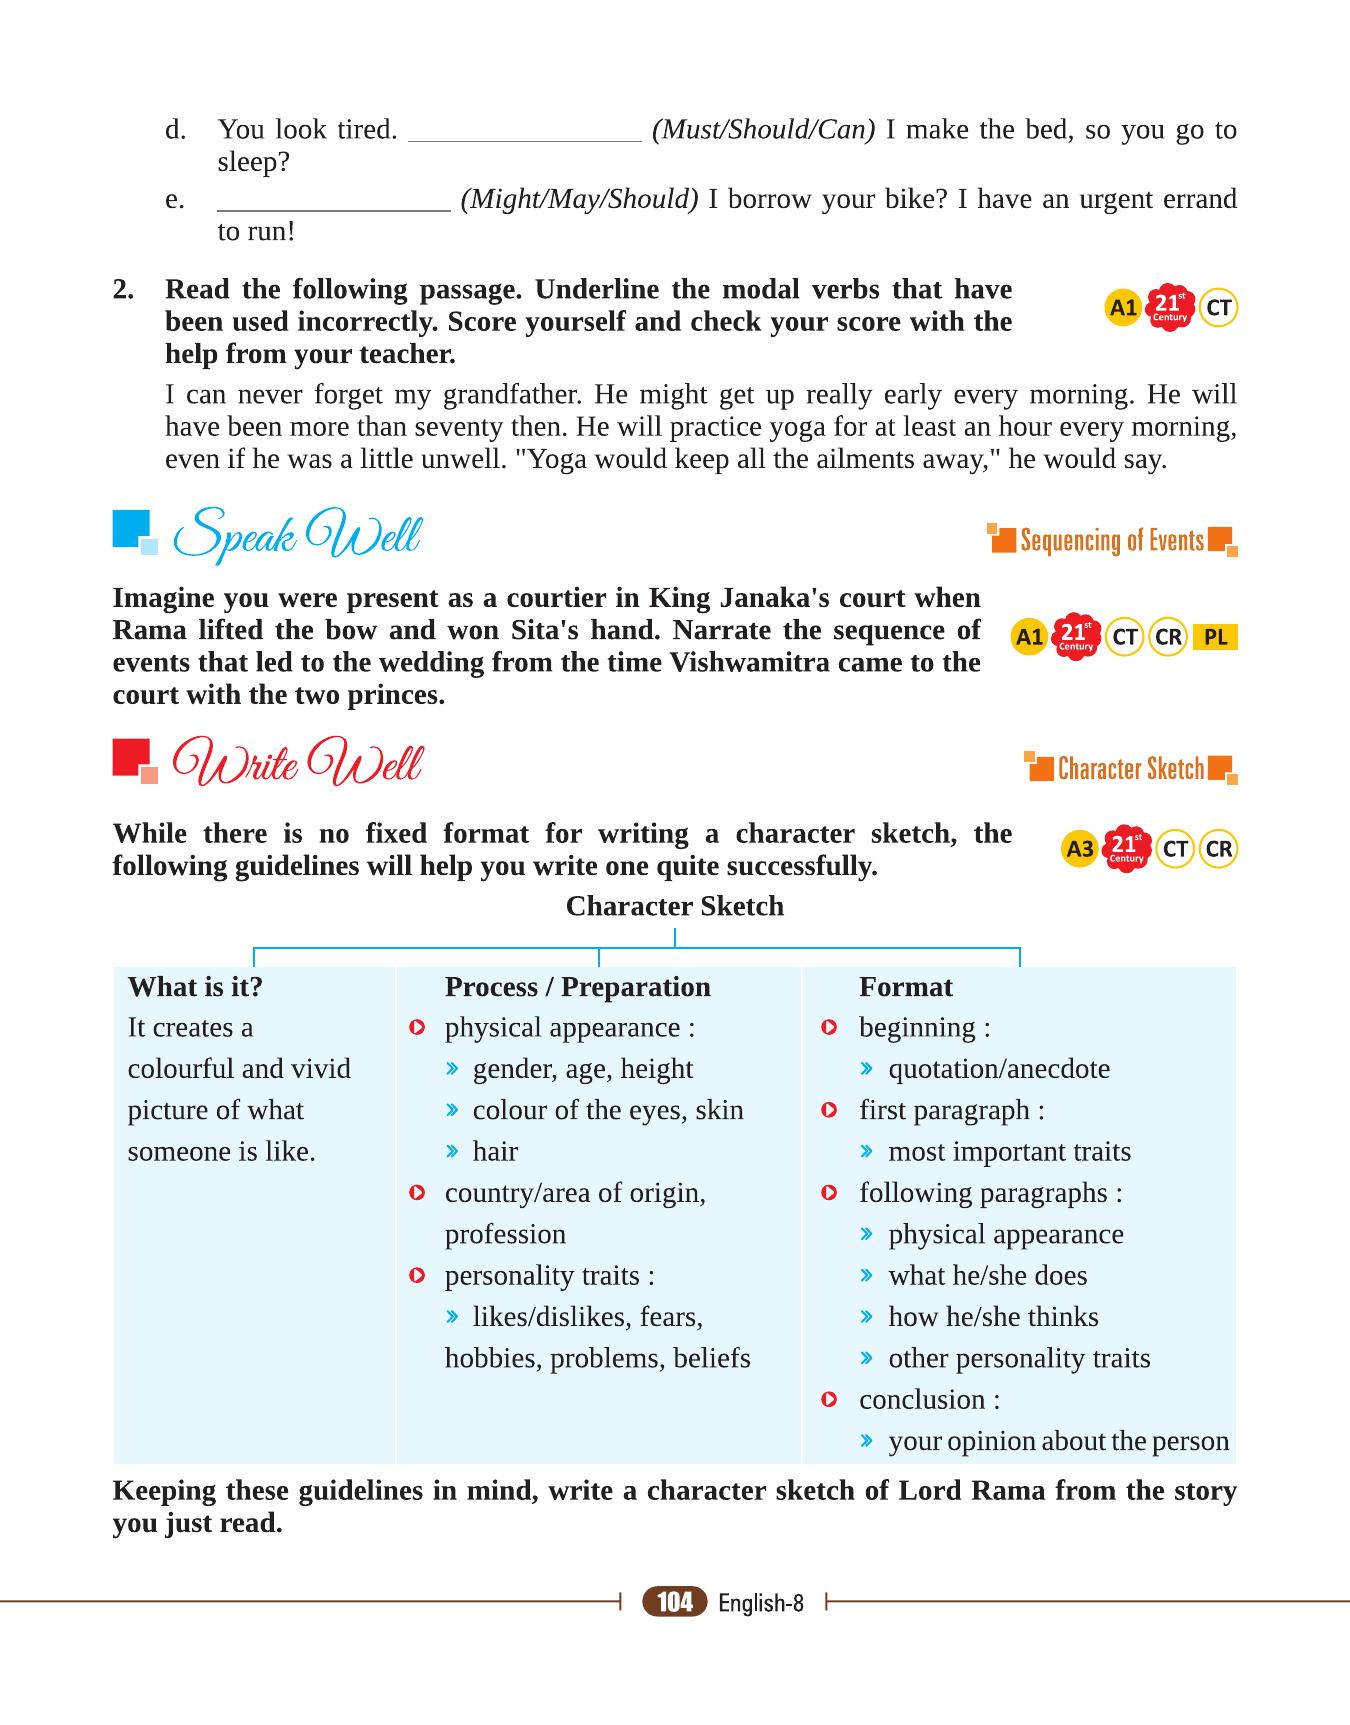 d. You look tired. ________________ (Must/Should/Can) I make the bed, so you go to
sleep?
e. ________________ (Might/May/Should) I borrow your bike? I have an urgent errand
to run!
2. Read the following passage. Underline the modal verbs that have
been used incorrectly. Score yourself and check your score with the
help from your teacher.
A1 21st Century CT
I can never forget my grandfather. He might get up really early every morning. He will
have been more than seventy then. He will practice yoga for at least an hour every morning,
even if he was a little unwell. "Yoga would keep all the ailments away," he would say.
Speak Well
Sequencing of Events
Imagine you were present as a courtier in King Janaka's court when
Rama lifted the bow and won Sita's hand. Narrate the sequence of
events that led to the wedding from the time Vishwamitra came to the
court with the two princes.
A1 21st Century CT CR PL
Write Well
Character Sketch
While there is no fixed format for writing a character sketch, the
following guidelines will help you write one quite successfully.
A3 21st Century CT CR
Character Sketch
What is it?
It creates a
colourful and vivid
picture of what
someone is like.
Process / Preparation
physical appearance :
» gender, age, height
» colour of the eyes, skin
» hair
country/area of origin,
profession
personality traits :
» likes/dislikes, fears,
hobbies, problems, beliefs
Format
beginning :
» quotation/anecdote
first paragraph :
» most important traits
following paragraphs :
» physical appearance
» what he/she does
» how he/she thinks
» other personality traits
conclusion :
» your opinion about the person
Keeping these guidelines in mind, write a character sketch of Lord Rama from the story
you just read.
104 English-8